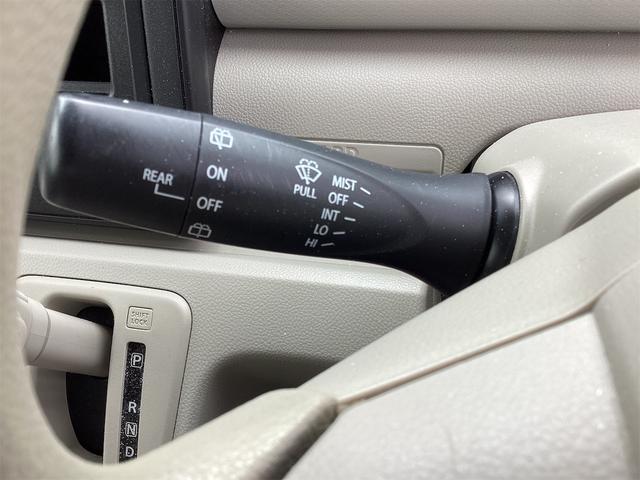 REAR
ON
OFF
PULL
MIST
OFF
INT
LO
HI
SHIFT
LOCK
P
R
N
D